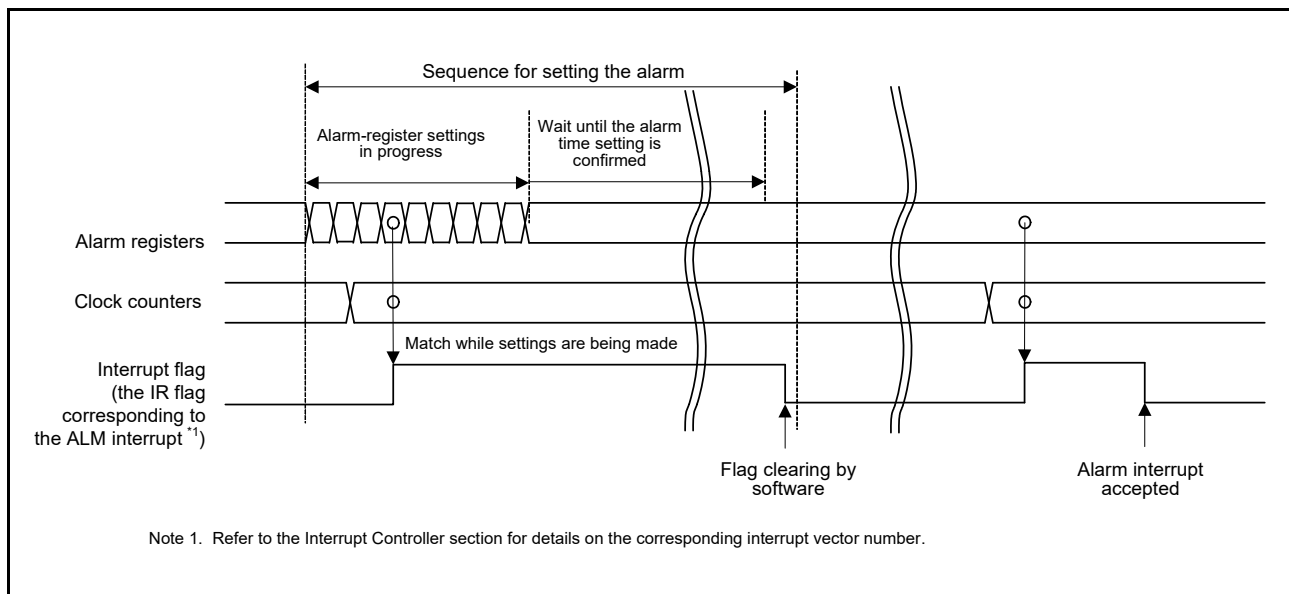 Sequence for setting the alarm
Alarm-register settings
in progress
Wait until the alarm
time setting is
confirmed
Alarm registers
Clock counters
Match while settings are being made
Interrupt flag
(the IR flag
corresponding to
the ALM interrupt *1)
Flag clearing by
software
Alarm interrupt
accepted
Note 1. Refer to the Interrupt Controller section for details on the corresponding interrupt vector number.